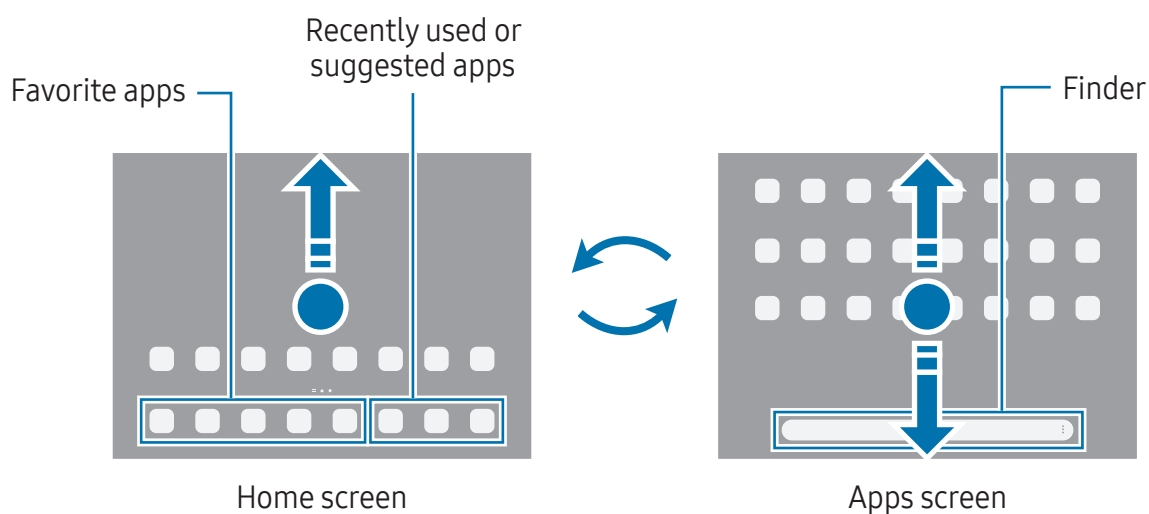 Recently used or
suggested apps
Favorite apps
Finder
Home screen
Apps screen